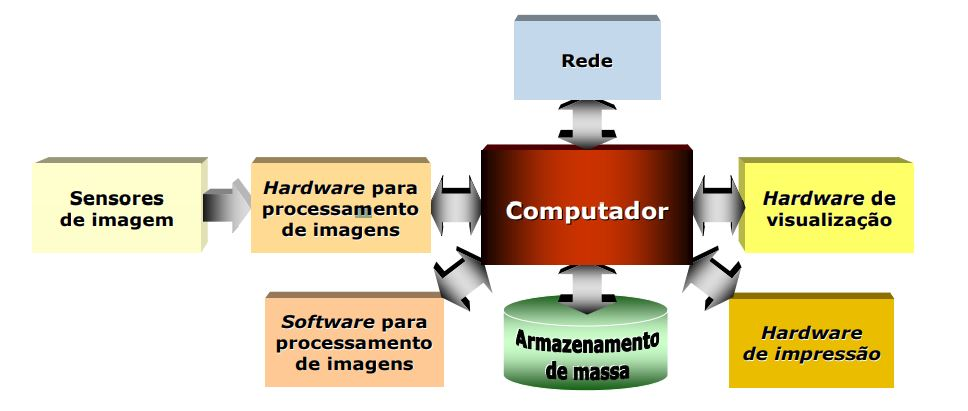 Rede
Sensores
de imagem
Hardware para
processamento
de imagens
Computador
Hardware de
visualização
Software para
processamento
de imagens
Armazenamento
de massa
Hardware
de impressão